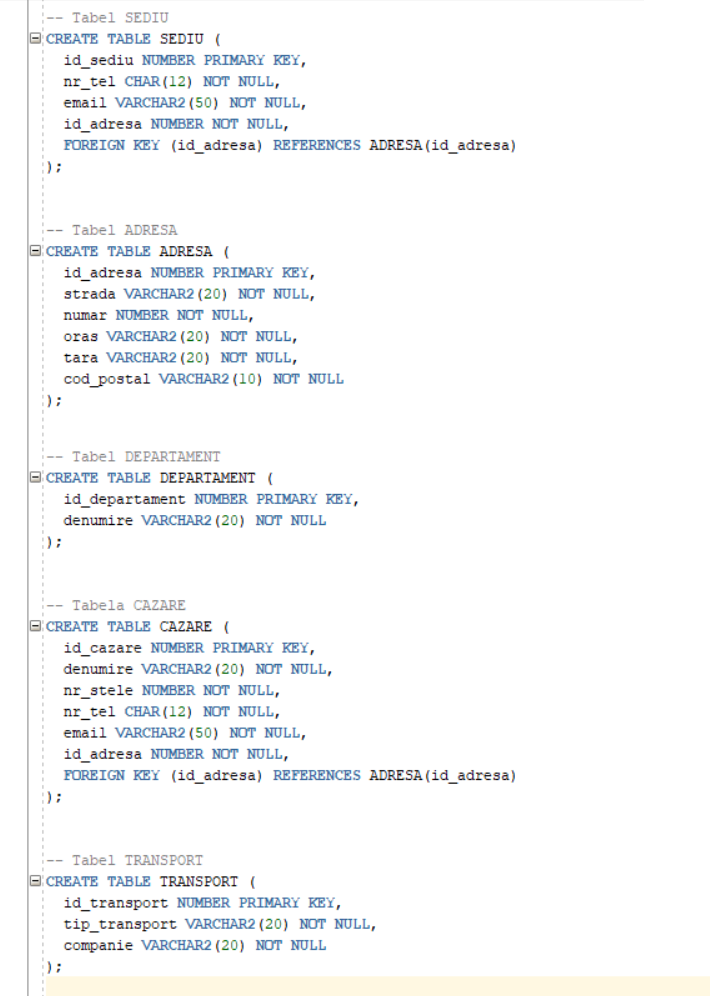 -- Tabel SEDIU
CREATE TABLE SEDIU (
id_sediu NUMBER PRIMARY KEY,
nr_tel CHAR(12) NOT NULL,
email VARCHAR2(50) NOT NULL,
id_adresa NUMBER NOT NULL,
FOREIGN KEY (id_adresa) REFERENCES ADRESA(id_adresa)
);
-- Tabel ADRESA
CREATE TABLE ADRESA (
id_adresa NUMBER PRIMARY KEY,
strada VARCHAR2(20) NOT NULL,
numar NUMBER NOT NULL,
oras VARCHAR2(20) NOT NULL,
tara VARCHAR2(20) NOT NULL,
cod_postal VARCHAR2(10) NOT NULL
);
-- Tabel DEPARTAMENT
CREATE TABLE DEPARTAMENT (
id_departament NUMBER PRIMARY KEY,
denumire VARCHAR2(20) NOT NULL
);
-- Tabela CAZARE
CREATE TABLE CAZARE (
id_cazare NUMBER PRIMARY KEY,
denumire VARCHAR2(20) NOT NULL,
nr_stele NUMBER NOT NULL,
nr_tel CHAR(12) NOT NULL,
email VARCHAR2(50) NOT NULL,
id_adresa NUMBER NOT NULL,
FOREIGN KEY (id_adresa) REFERENCES ADRESA(id_adresa)
);
-- Tabel TRANSPORT
CREATE TABLE TRANSPORT (
id_transport NUMBER PRIMARY KEY,
tip_transport VARCHAR2(20) NOT NULL,
companie VARCHAR2(20) NOT NULL
);